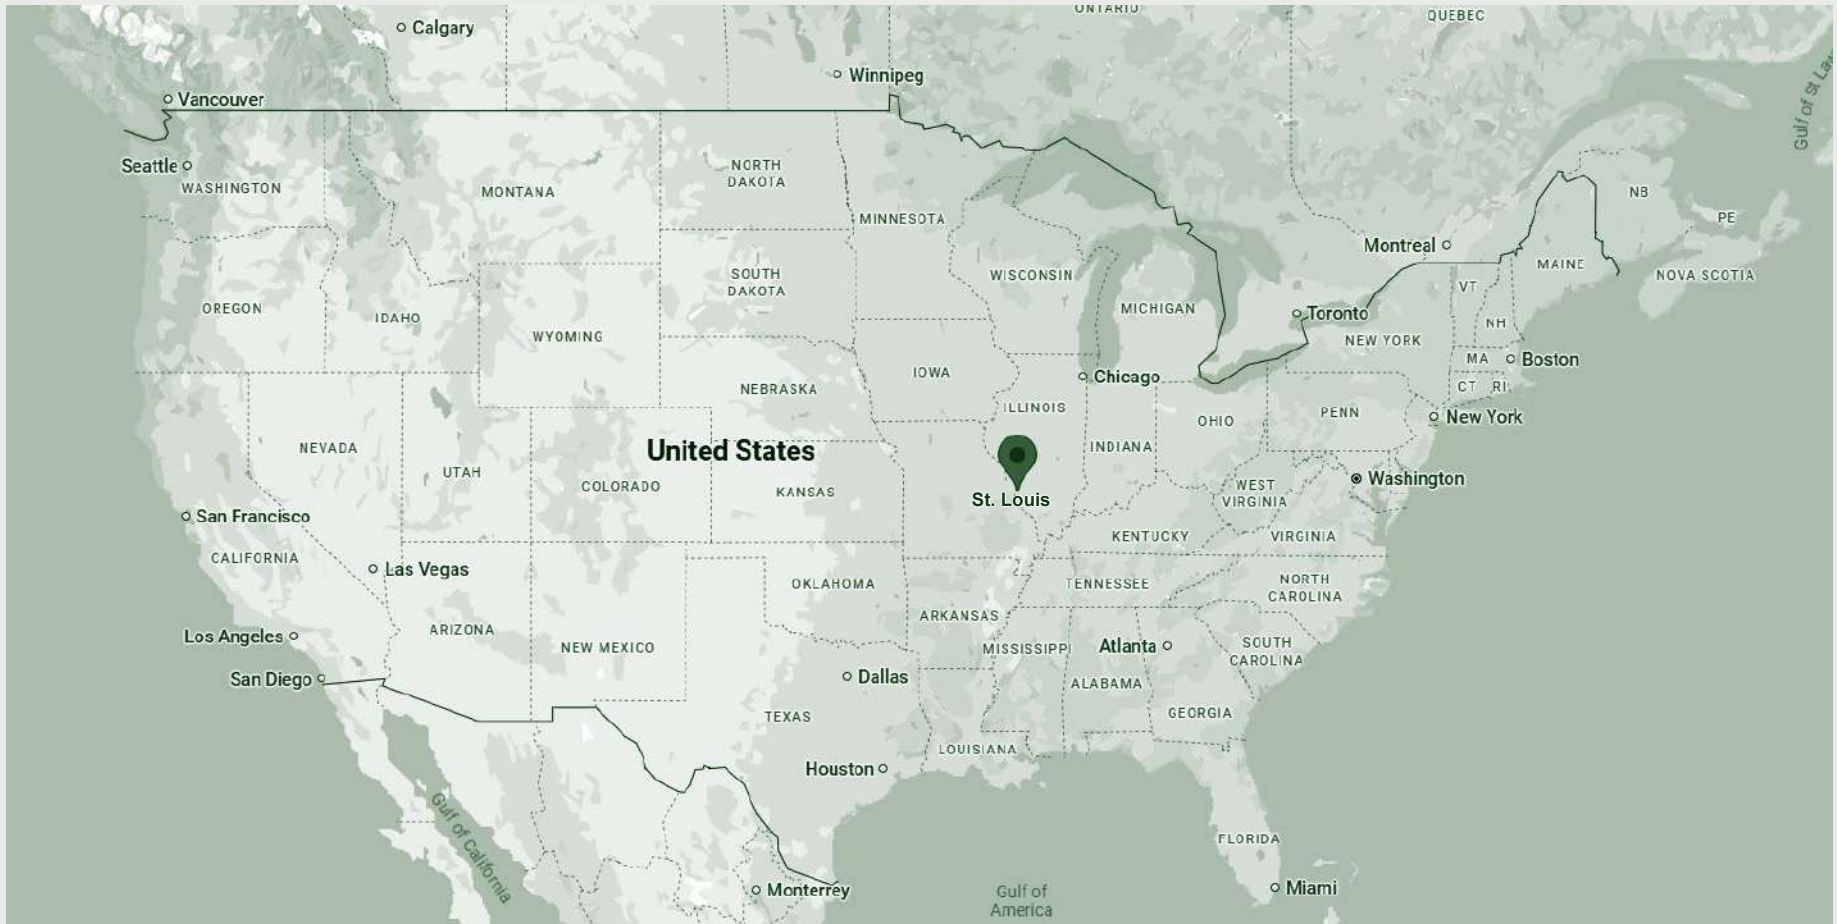 ONTARIO
QUEBEC
Calgary
Winnipeg
Vancouver
Gulf of St. Law
Seattle
WASHINGTON
MONTANA
NORTH
DAKOTA
MINNESOTA
NB
PE
Montreal
MAINE
NOVA SCOTIA
SOUTH
DAKOTA
WISCONSIN
VT
OREGON
IDAHO
WYOMING
MICHIGAN
Toronto
NH
NEW YORK
MA
Boston
IOWA
Chicago
CT
RI
NEBRASKA
ILLINOIS
OHIO
PENN
New York
NEVADA
United States
INDIANA
UTAH
COLORADO
KANSAS
St. Louis
WEST
VIRGINIA
Washington
San Francisco
KENTUCKY
VIRGINIA
CALIFORNIA
Las Vegas
OKLAHOMA
TENNESSEE
NORTH
CAROLINA
ARKANSAS
Los Angeles
ARIZONA
NEW MEXICO
MISSISSIPPI
Atlanta
SOUTH
CAROLINA
San Diego
Dallas
ALABAMA
TEXAS
GEORGIA
LOUISIANA
Houston
Gulf of California
FLORIDA
Monterrey
Gulf of
America
Miami